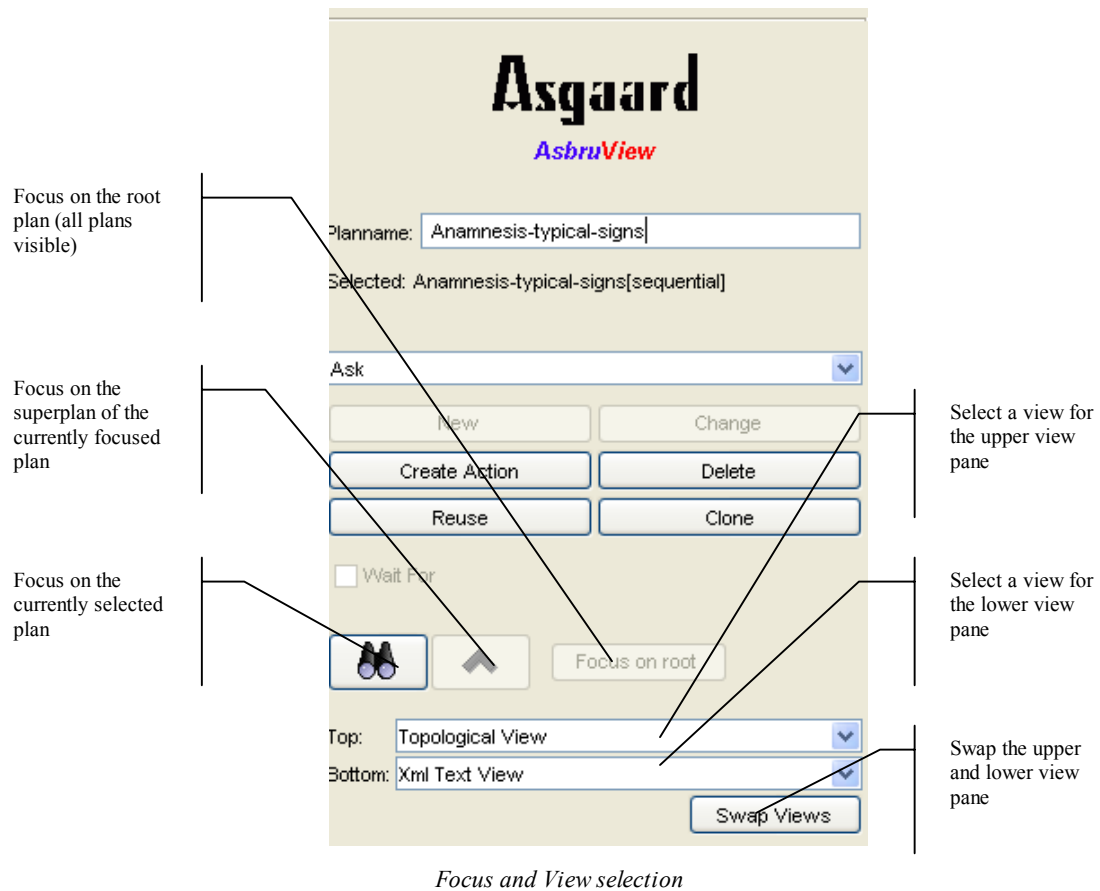 Asgaard
AsbruView
Focus on the root
plan (all plans
visible)
Planname: Anamnesis-typical-signs
Selected: Anamnesis-typical-signs[sequential]
Ask
Focus on the
superplan of the
currently focused
plan
New Change
Create Action Delete
Reuse Clone
Select a view for
the upper view
pane
Wait For
Focus on the
currently selected
plan
Focus on root
Select a view for
the lower view
pane
Top: Topological View
Bottom: Xml Text View
Swap Views
Swap the upper
and lower view
pane
Focus and View selection